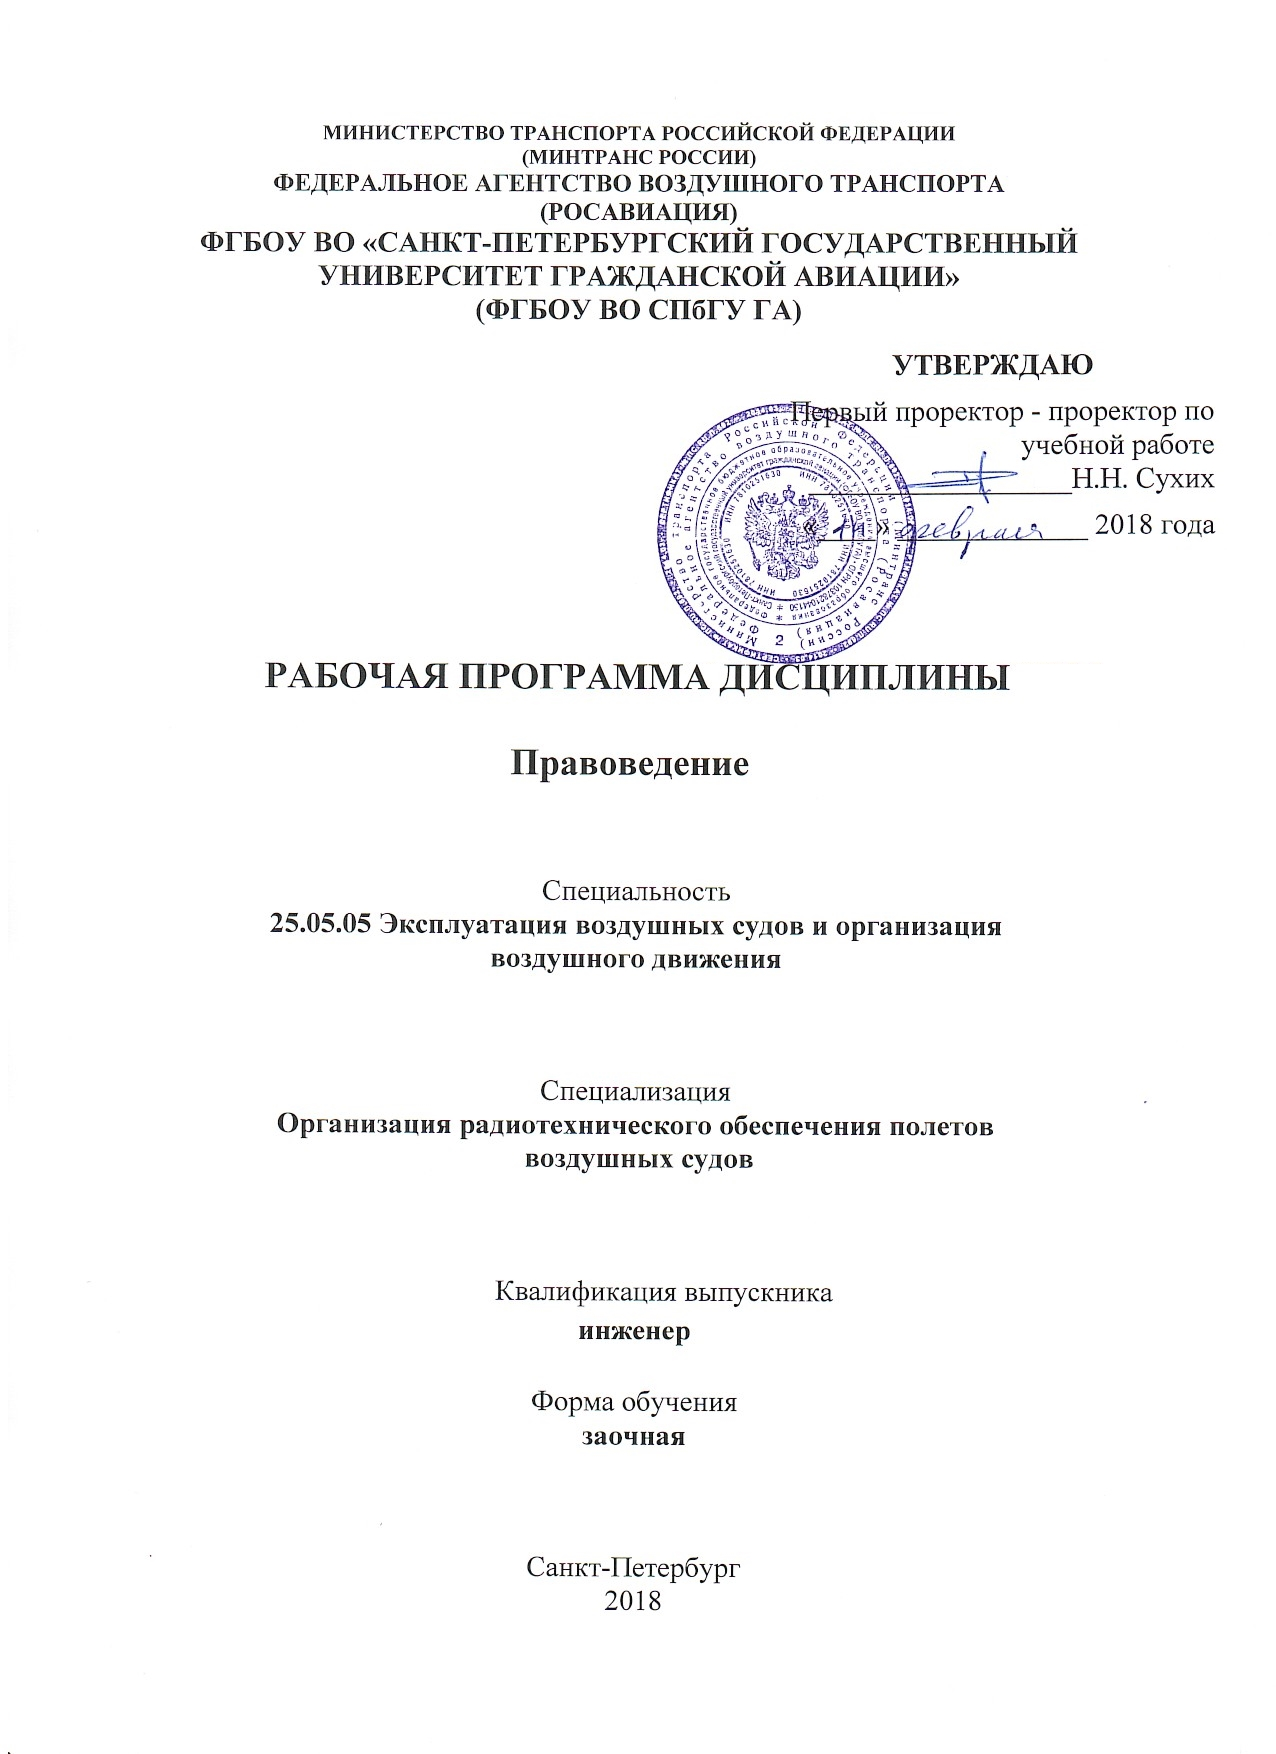 МИНИСТЕРСТВО ТРАНСПОРТА РОССИЙСКОЙ ФЕДЕРАЦИИ
(МИНТРАНС РОССИИ)
ФЕДЕРАЛЬНОЕ АГЕНТСТВО ВОЗДУШНОГО ТРАНСПОРТА
(РОСАВИАЦИЯ)
ФГБОУ ВО «САНКТ-ПЕТЕРБУРГСКИЙ ГОСУДАРСТВЕННЫЙ
УНИВЕРСИТЕТ ГРАЖДАНСКОЙ АВИАЦИИ»
(ФГБОУ ВО СПбГУ ГА)
УТВЕРЖДАЮ
Первый проректор - проректор по
учебной работе
Н.Н. Сухих
« » февраля 2018 года
РАБОЧАЯ ПРОГРАММА ДИСЦИПЛИНЫ
Правоведение
Специальность
25.05.05 Эксплуатация воздушных судов и организация
воздушного движения
Специализация
Организация радиотехнического обеспечения полетов
воздушных судов
Квалификация выпускника
инженер
Форма обучения
заочная
Санкт-Петербург
2018